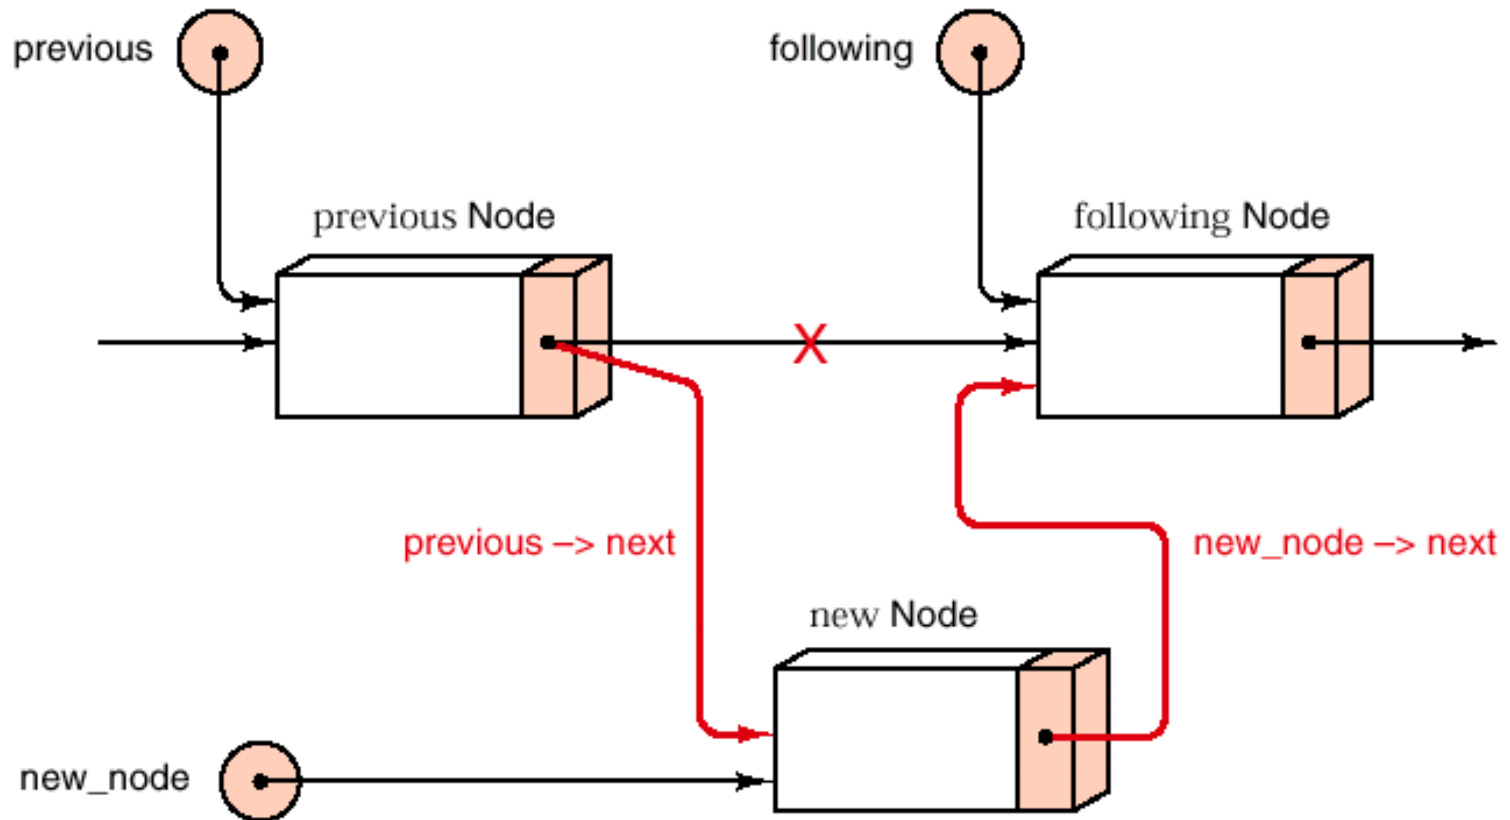 previous
following
previous Node
following Node
X
previous –> next
new_node –> next
new Node
new_node